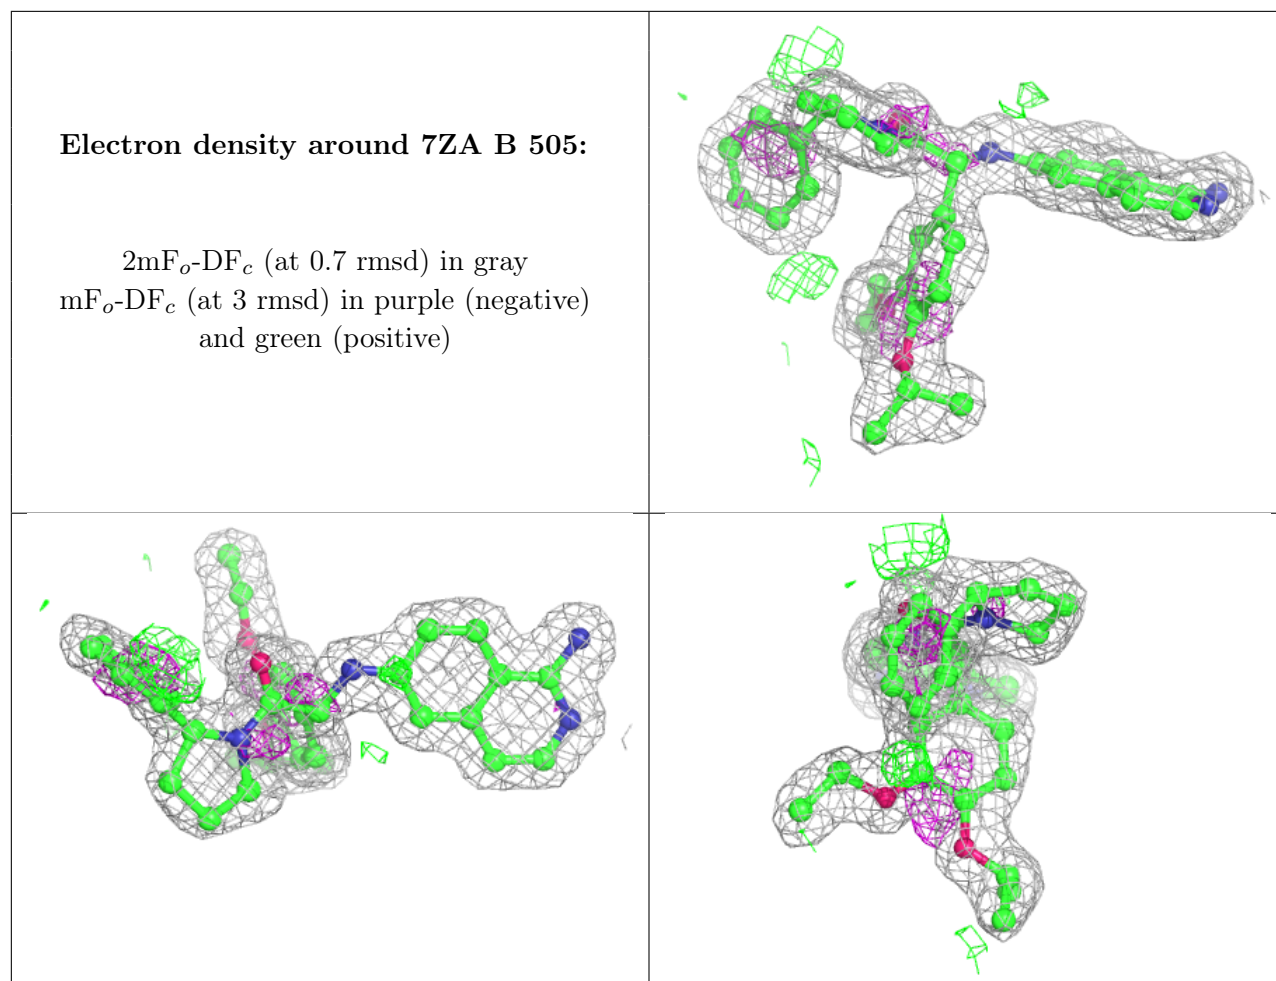 Electron density around 7ZA B 505:
2mFo-DFc (at 0.7 rmsd) in gray
mFo-DFc (at 3 rmsd) in purple (negative)
and green (positive)